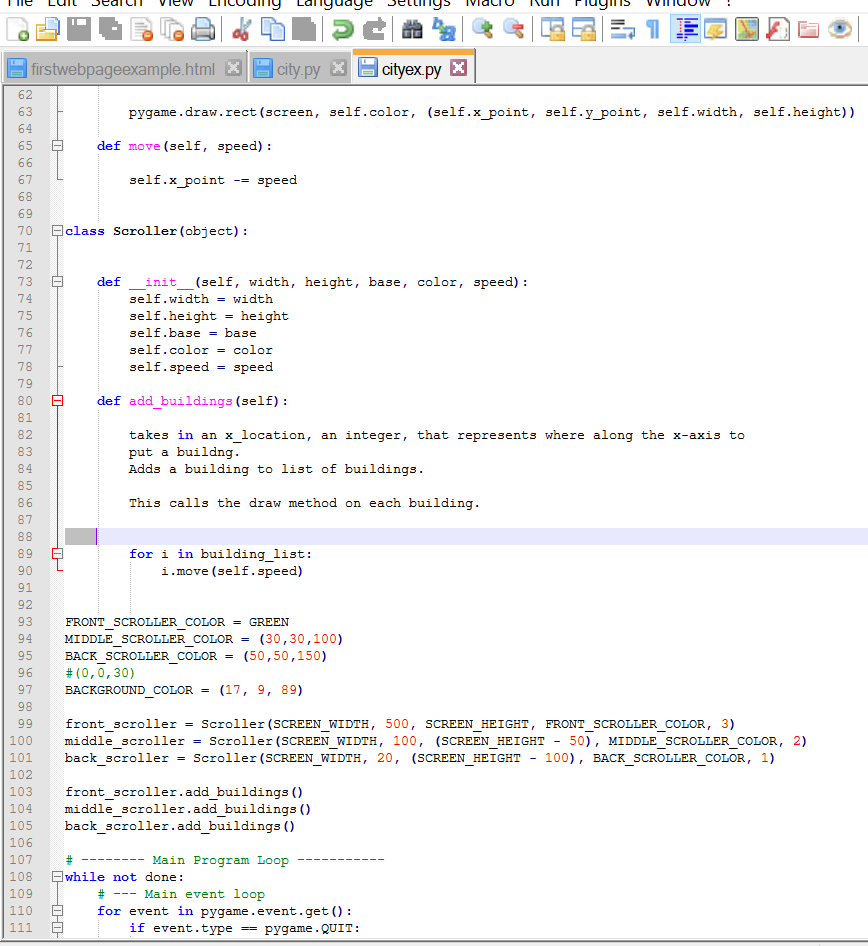 File Edit Search View Encoding Language Settings Macro Run Plugins Window ?
firstwebpageexample.html city.py cityex.py
62
63 pygame.draw.rect(screen, self.color, (self.x_point, self.y_point, self.width, self.height))
64
65 def move(self, speed):
66
67 self.x_point -= speed
68
69
70 class Scroller(object):
71
72
73 def __init__(self, width, height, base, color, speed):
74 self.width = width
75 self.height = height
76 self.base = base
77 self.color = color
78 self.speed = speed
79
80 def add_buildings(self):
81
82 takes in an x_location, an integer, that represents where along the x-axis to
83 put a buildng.
84 Adds a building to list of buildings.
85
86 This calls the draw method on each building.
87
88
89 for i in building_list:
90 i.move(self.speed)
91
92
93 FRONT_SCROLLER_COLOR = GREEN
94 MIDDLE_SCROLLER_COLOR = (30,30,100)
95 BACK_SCROLLER_COLOR = (50,50,150)
96 #(0,0,30)
97 BACKGROUND_COLOR = (17, 9, 89)
98
99 front_scroller = Scroller(SCREEN_WIDTH, 500, SCREEN_HEIGHT, FRONT_SCROLLER_COLOR, 3)
100 middle_scroller = Scroller(SCREEN_WIDTH, 100, (SCREEN_HEIGHT - 50), MIDDLE_SCROLLER_COLOR, 2)
101 back_scroller = Scroller(SCREEN_WIDTH, 20, (SCREEN_HEIGHT - 100), BACK_SCROLLER_COLOR, 1)
102
103 front_scroller.add_buildings()
104 middle_scroller.add_buildings()
105 back_scroller.add_buildings()
106
107 # -------- Main Program Loop -----------
108 while not done:
109 # --- Main event loop
110 for event in pygame.event.get():
111 if event.type == pygame.QUIT: